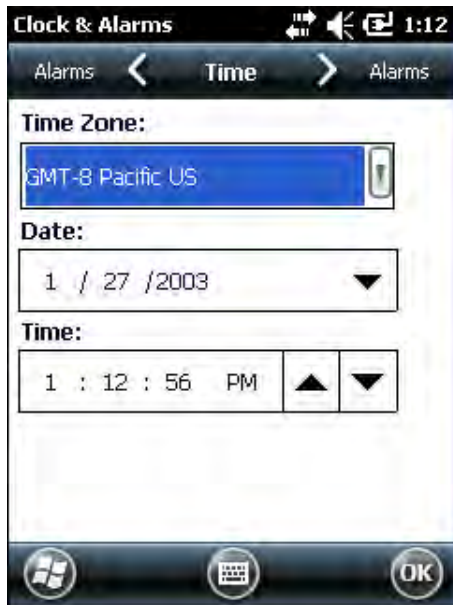 Clock & Alarms 1:12
Alarms Time Alarms
Time Zone:
GMT-8 Pacific US
Date:
1 / 27 /2003
Time:
1 : 12 : 56 PM
OK